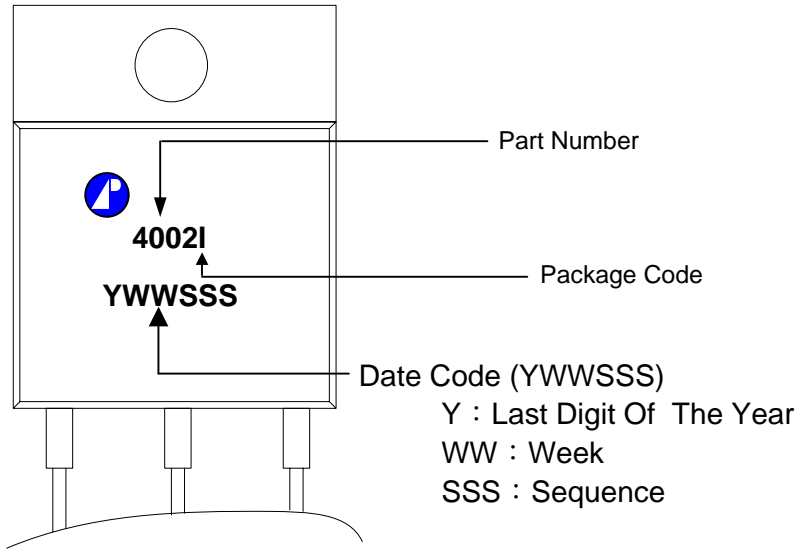 Part Number
4002I
Package Code
YWWSSS
Date Code (YWWSSS)
Y：Last Digit Of The Year
WW：Week
SSS：Sequence